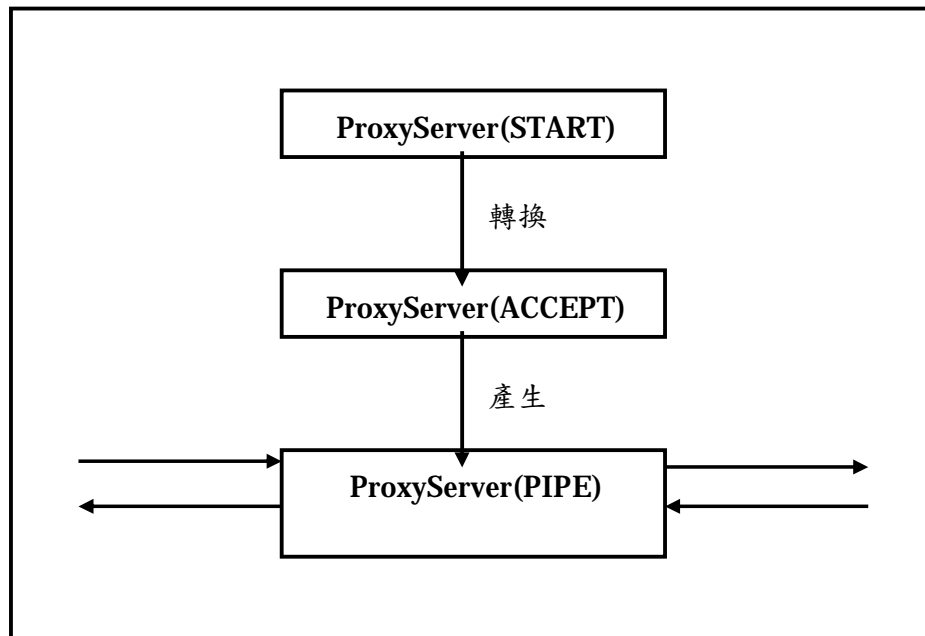 ProxyServer(START)
轉換
ProxyServer(ACCEPT)
產生
ProxyServer(PIPE)